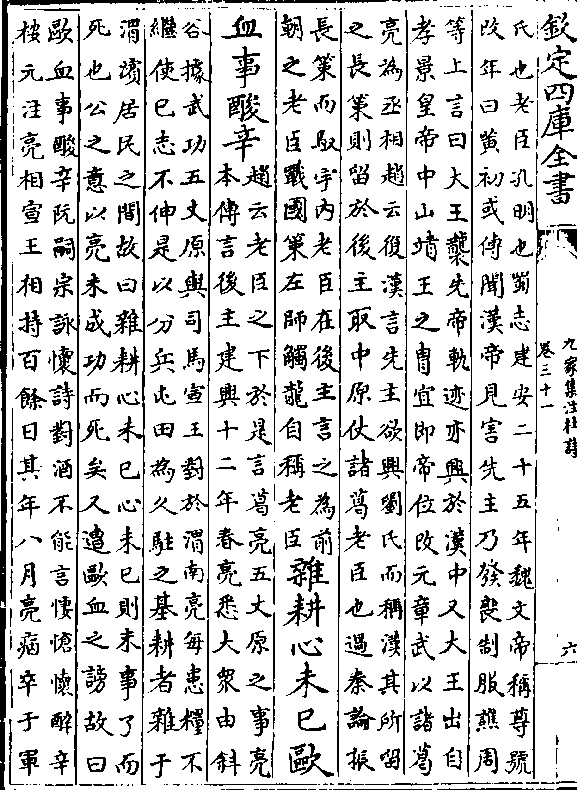 欽定四庫全書
九家集注杜詩
卷三十一
六
氏也老臣孔明也蜀志建安二十五年魏文帝稱尊號
改年曰黃初或傳聞漢帝見害先主乃發喪制服譙周
等上言曰大王襲先帝軌迹亦興於漢中又大王出自
孝景皇帝中山靖王之胄宜即帝位改元章武以諸葛
亮為丞相趙云復漢言先主欲興劉氏而稱漢其所留
之長策則留於後主取中原仗諸葛老臣也過秦論振
長策而馭宇內老臣在後主言之為前
朝之老臣戰國策左師觸龍自稱老臣
雜耕心未已歐
血事酸辛
趙云老臣之下於是言葛亮五丈原之事亮
本傳言後主建興十二年春亮悉大眾由斜
谷據武功五丈原與司馬宣王對於渭南亮每患糧不
繼使已志不伸是以分兵屯田為久駐之基耕者雜于
渭濱居民之間故曰雜耕心未已心未已則未事了而
死也公之意以亮未成功而死矣又遭歐血之謗故曰
歐血事酸辛阮嗣宗詠懷詩對酒不能言悽愴懷酸辛
按元注亮相宣王相持百餘日其年八月亮病卒于軍